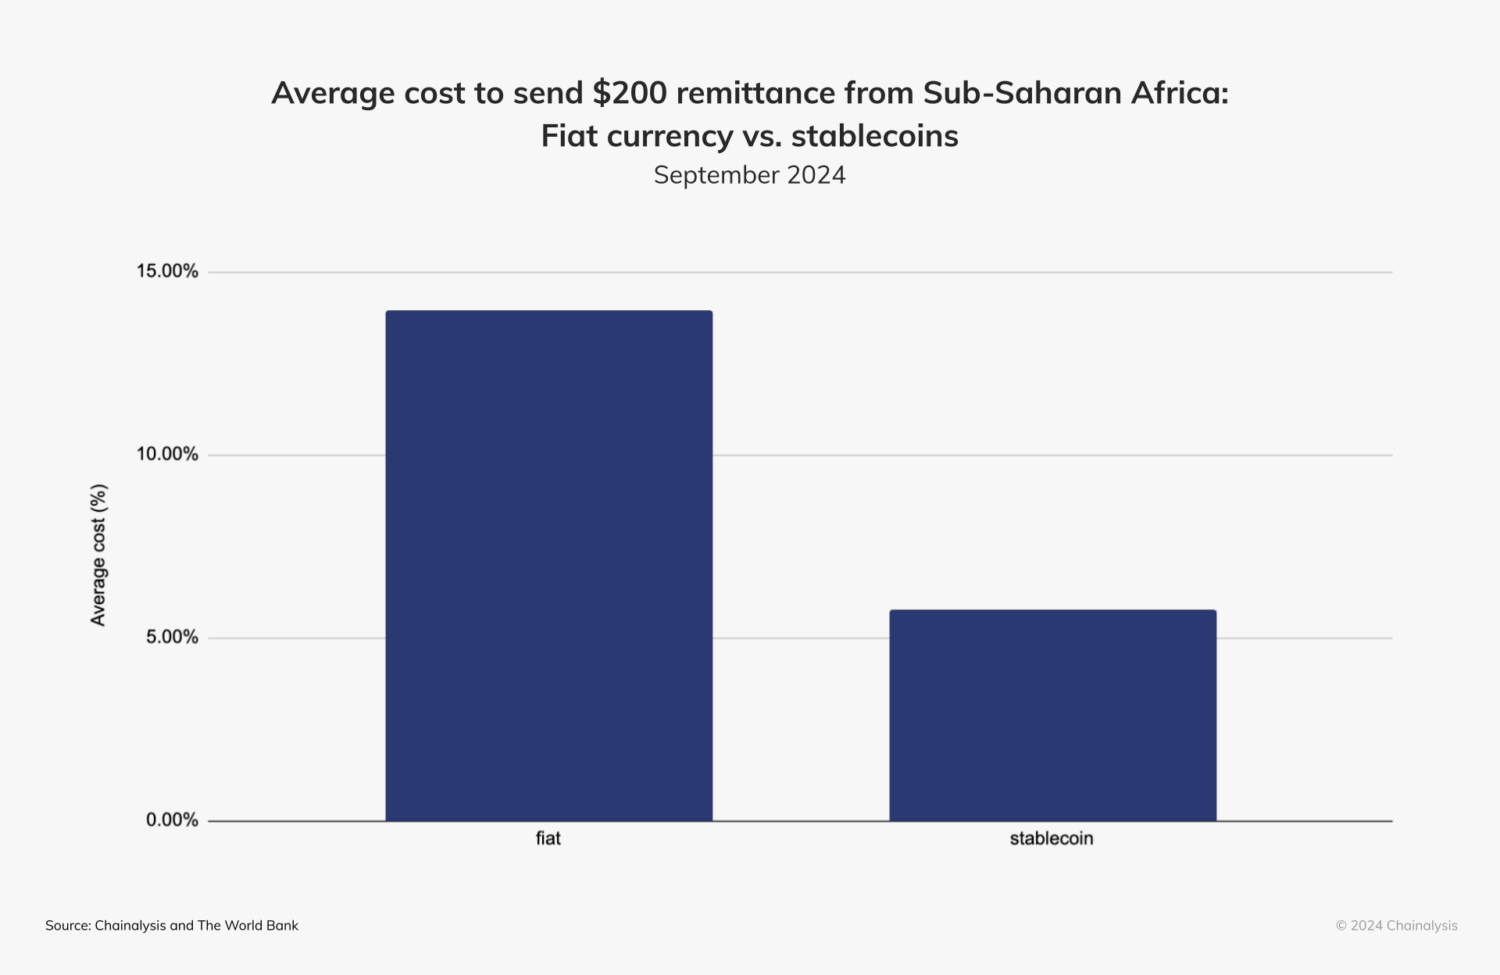 Average cost to send $200 remittance from Sub-Saharan Africa:
Fiat currency vs. stablecoins
September 2024
15.00%
10.00%
5.00%
0.00%
Average cost (%)
fiat
stablecoin
Source: Chainalysis and The World Bank
© 2024 Chainalysis